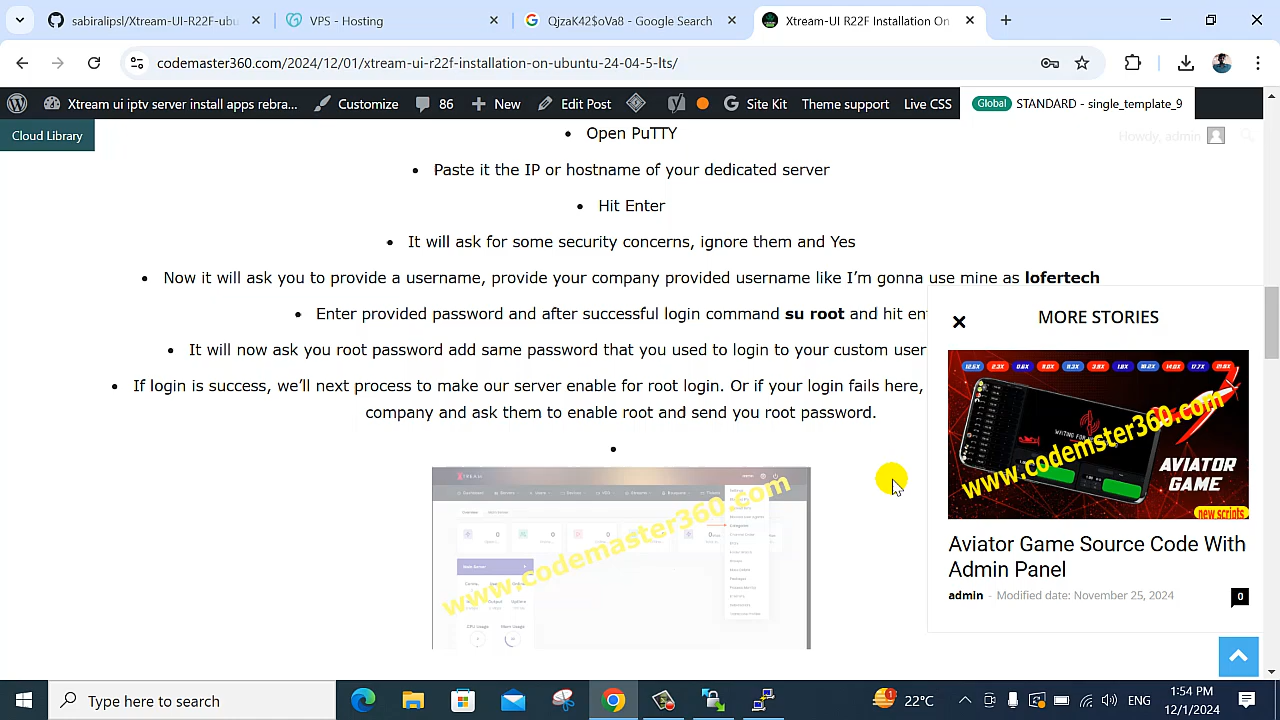 sabiralipsl/Xtream-UI-R22F-ubu
VPS - Hosting
QjzaK42$oVa8 - Google Search
Xtream-UI R22F Installation On
codemaster360.com/2024/12/01/xtream-ui-r22f-installation-on-ubuntu-24-04-5-lts/
Xtream ui iptv server install apps rebra...
Customize
86
New
Edit Post
Site Kit
Theme support
Live CSS
Global
STANDARD - single_template_9
Cloud Library
Howdy, admin
Open PuTTY
Paste it the IP or hostname of your dedicated server
Hit Enter
It will ask for some security concerns, ignore them and Yes
Now it will ask you to provide a username, provide your company provided username like I’m gonna use mine as lofertech
Enter provided password and after successful login command su root and hit en
It will now ask you root password add same password that you used to login to your custom user
If login is success, we’ll next process to make our server enable for root login. Or if your login fails here,
company and ask them to enable root and send you root password.
www.codemster360.com
MORE STORIES
www.codemster360.com
AVIATOR
GAME
new scripts
Aviator Game Source Code With
Admin Panel
admin - Modified date: November 25, 2024
0
Type here to search
1
22°C
ENG
1:54 PM
12/1/2024